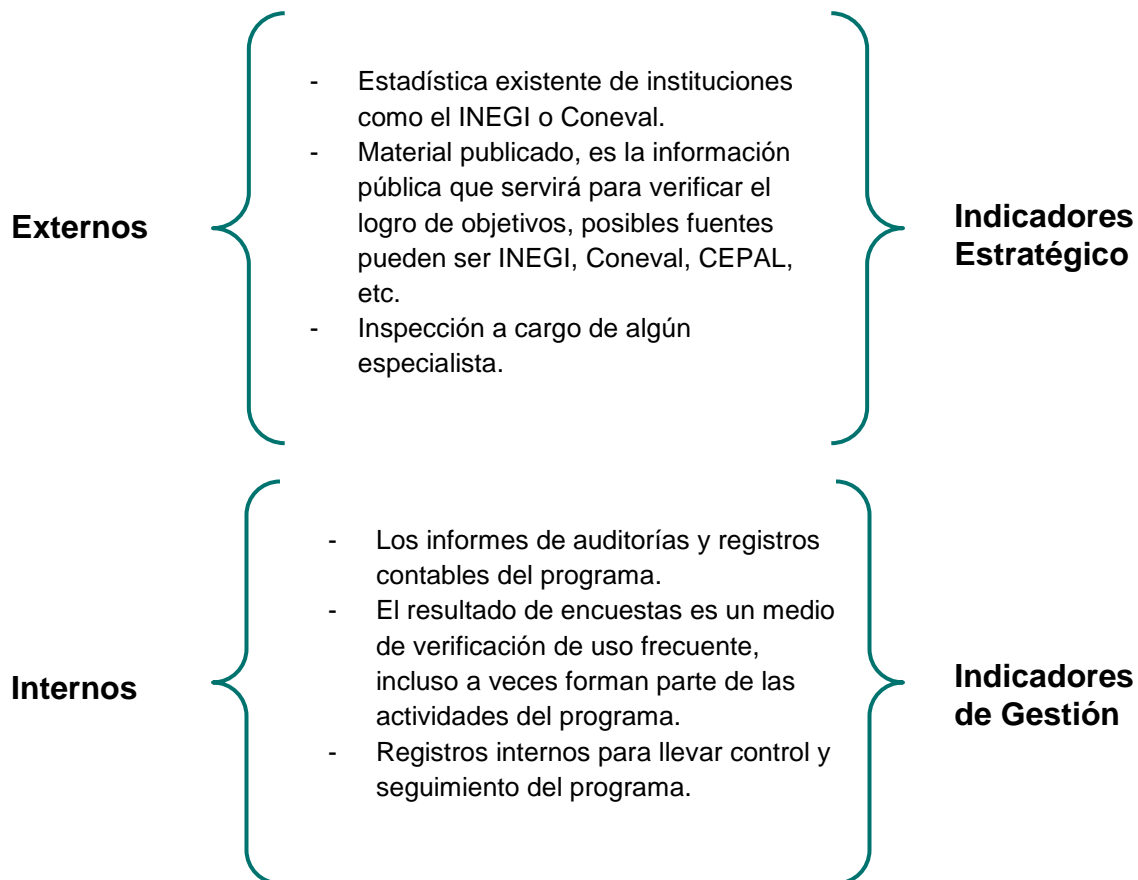 Externos
- Estadística existente de instituciones
como el INEGI o Coneval.
- Material publicado, es la información
pública que servirá para verificar el
logro de objetivos, posibles fuentes
pueden ser INEGI, Coneval, CEPAL,
etc.
- Inspección a cargo de algún
especialista.
Indicadores
Estratégico
Internos
- Los informes de auditorías y registros
contables del programa.
- El resultado de encuestas es un medio
de verificación de uso frecuente,
incluso a veces forman parte de las
actividades del programa.
- Registros internos para llevar control y
seguimiento del programa.
Indicadores
de Gestión